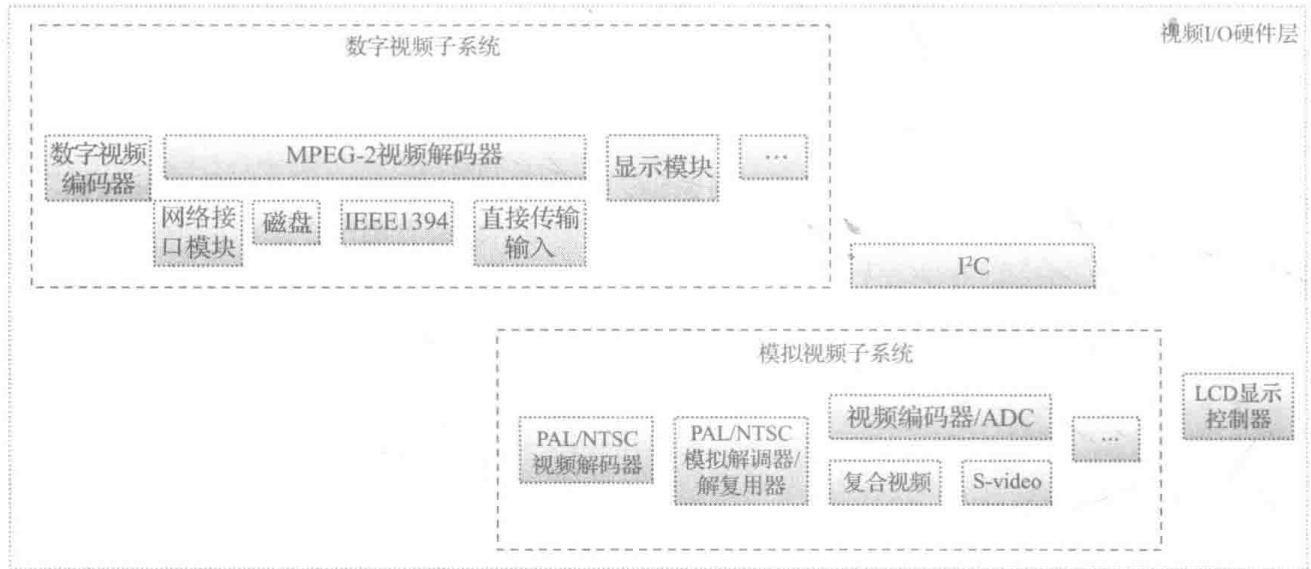 视频I/O硬件层
数字视频子系统
数字视频
编码器
MPEG-2视频解码器
显示模块
…
网络接
口模块
磁盘
IEEE1394
直接传输
输入
I²C
模拟视频子系统
PAL/NTSC
视频解码器
PAL/NTSC
模拟解调器/
解复用器
视频编码器/ADC
复合视频
S-video
…
LCD显示
控制器